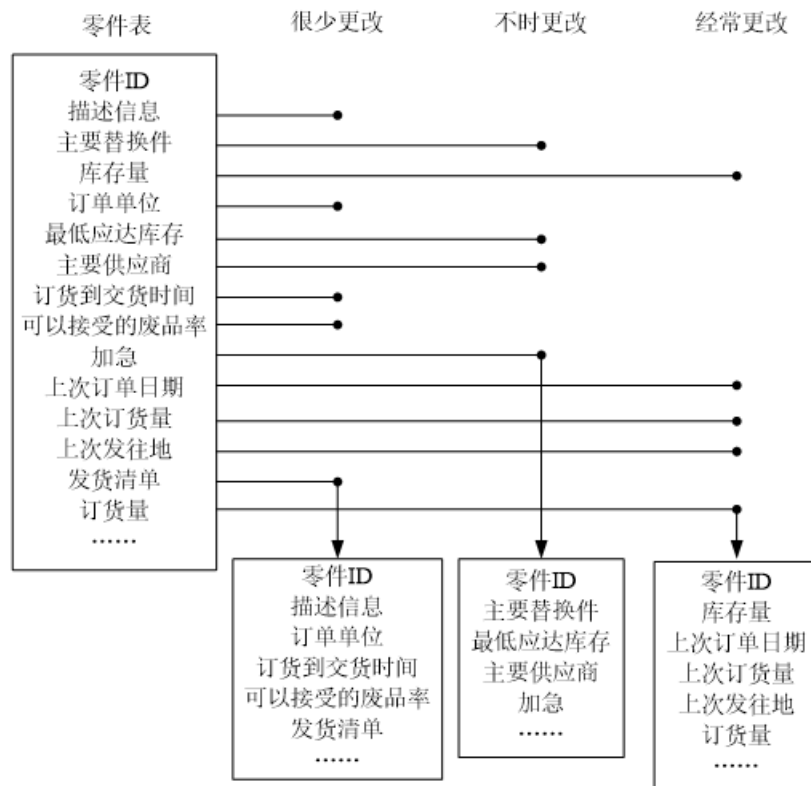 零件表 很少更改 不时更改 经常更改
零件ID
描述信息
主要替换件
库存量
订单单位
最低应达库存
主要供应商
订货到交货时间
可以接受的废品率
加急
上次订单日期
上次订货量
上次发往地
发货清单
订货量
……
零件ID
描述信息
订单单位
订货到交货时间
可以接受的废品率
发货清单
……
零件ID
主要替换件
最低应达库存
主要供应商
加急
……
零件ID
库存量
上次订单日期
上次订货量
上次发往地
订货量
……